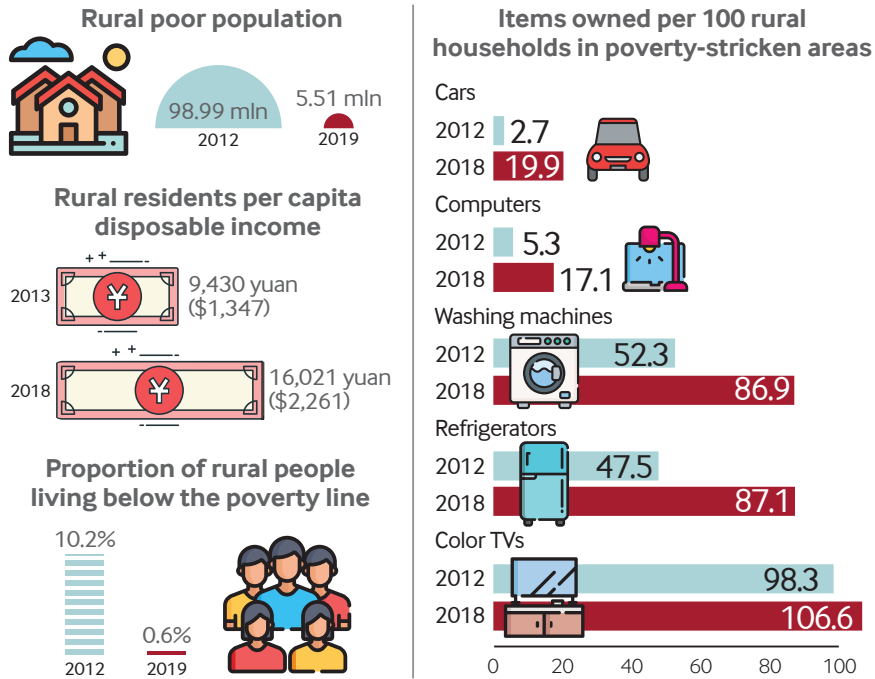 Rural poor population
98.99 mln
2012
5.51 mln
2019
Rural residents per capita
disposable income
2013
¥
9,430 yuan
($1,347)
2018
¥
16,021 yuan
($2,261)
Proportion of rural people
living below the poverty line
10.2%
2012
0.6%
2019
Items owned per 100 rural
households in poverty-stricken areas
Cars
2012 2.7
2018 19.9
Computers
2012 5.3
2018 17.1
Washing machines
2012 52.3
2018 86.9
Refrigerators
2012 47.5
2018 87.1
Color TVs
2012 98.3
2018 106.6
0 20 40 60 80 100